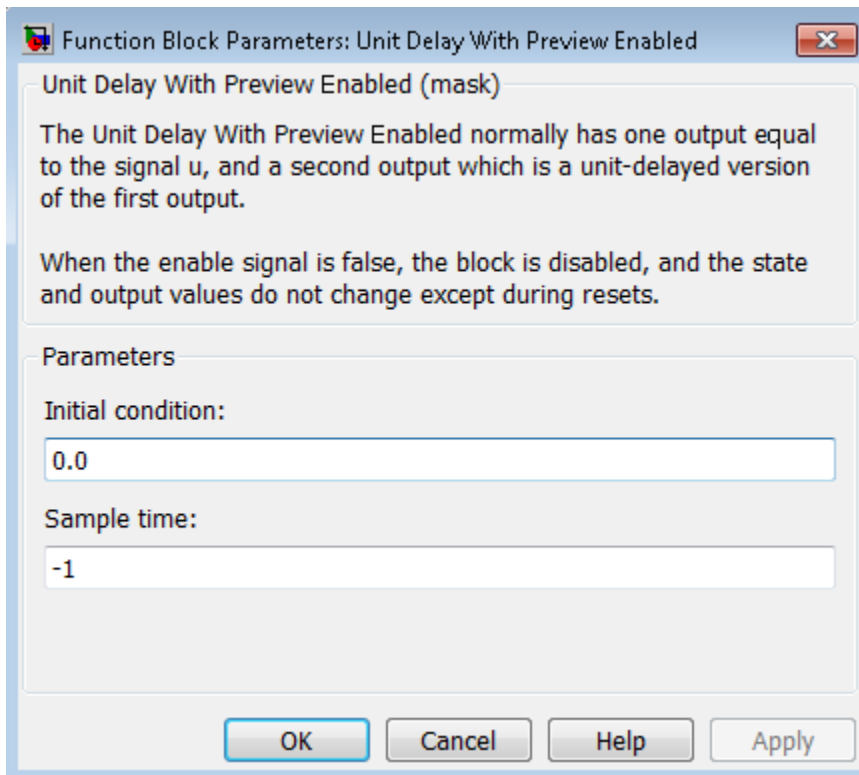 Function Block Parameters: Unit Delay With Preview Enabled
Unit Delay With Preview Enabled (mask)
The Unit Delay With Preview Enabled normally has one output equal
to the signal u, and a second output which is a unit-delayed version
of the first output.
When the enable signal is false, the block is disabled, and the state
and output values do not change except during resets.
Parameters
Initial condition:
0.0
Sample time:
-1
OK Cancel Help Apply